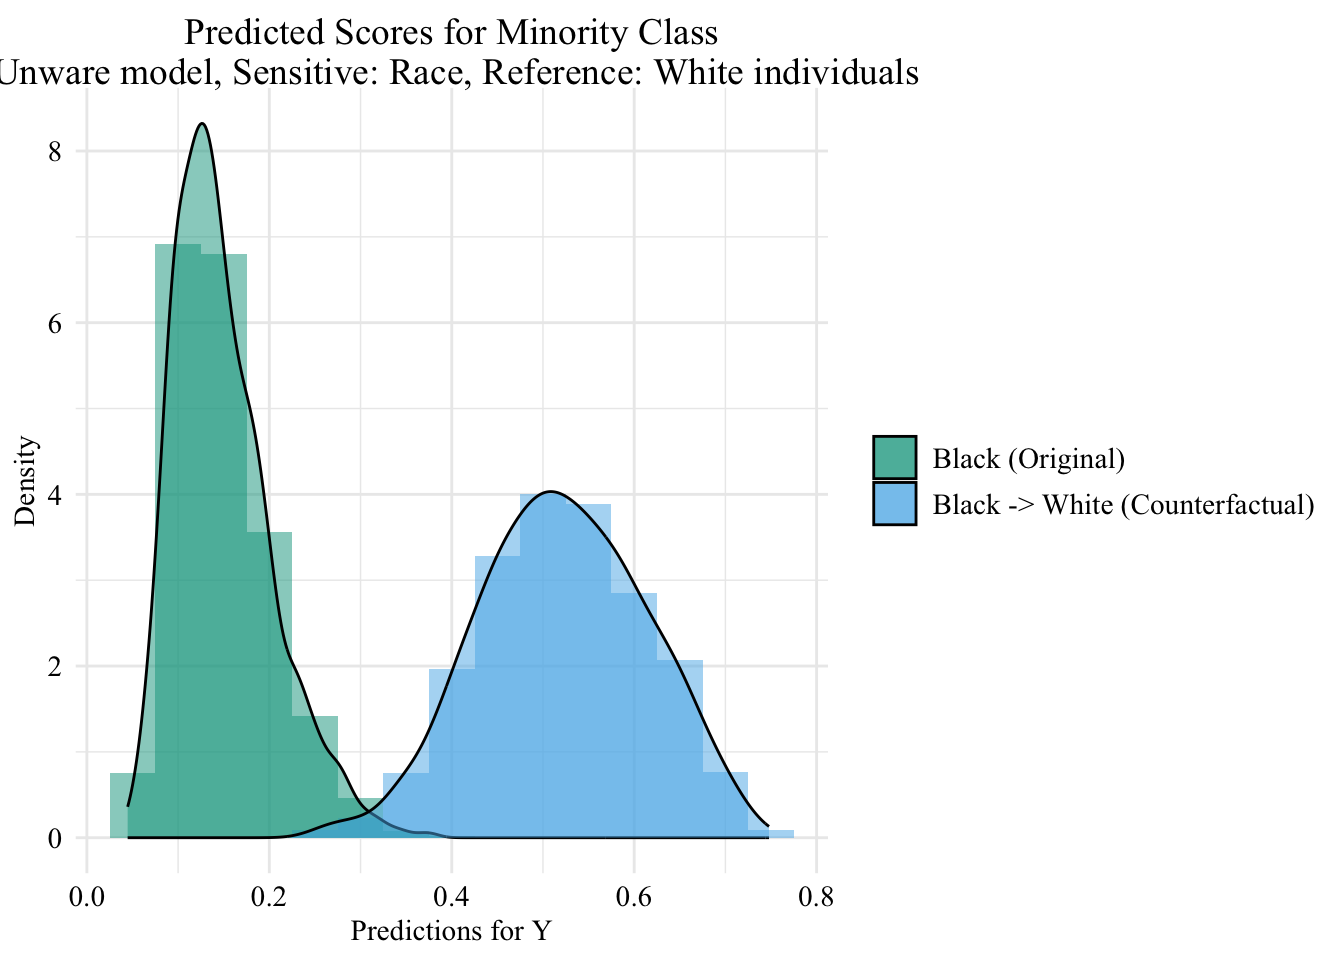 Predicted Scores for Minority Class
Unware model, Sensitive: Race, Reference: White individuals
8
6
4
2
0
Density
0.0 0.2 0.4 0.6 0.8
Predictions for Y
Black (Original)
Black -> White (Counterfactual)